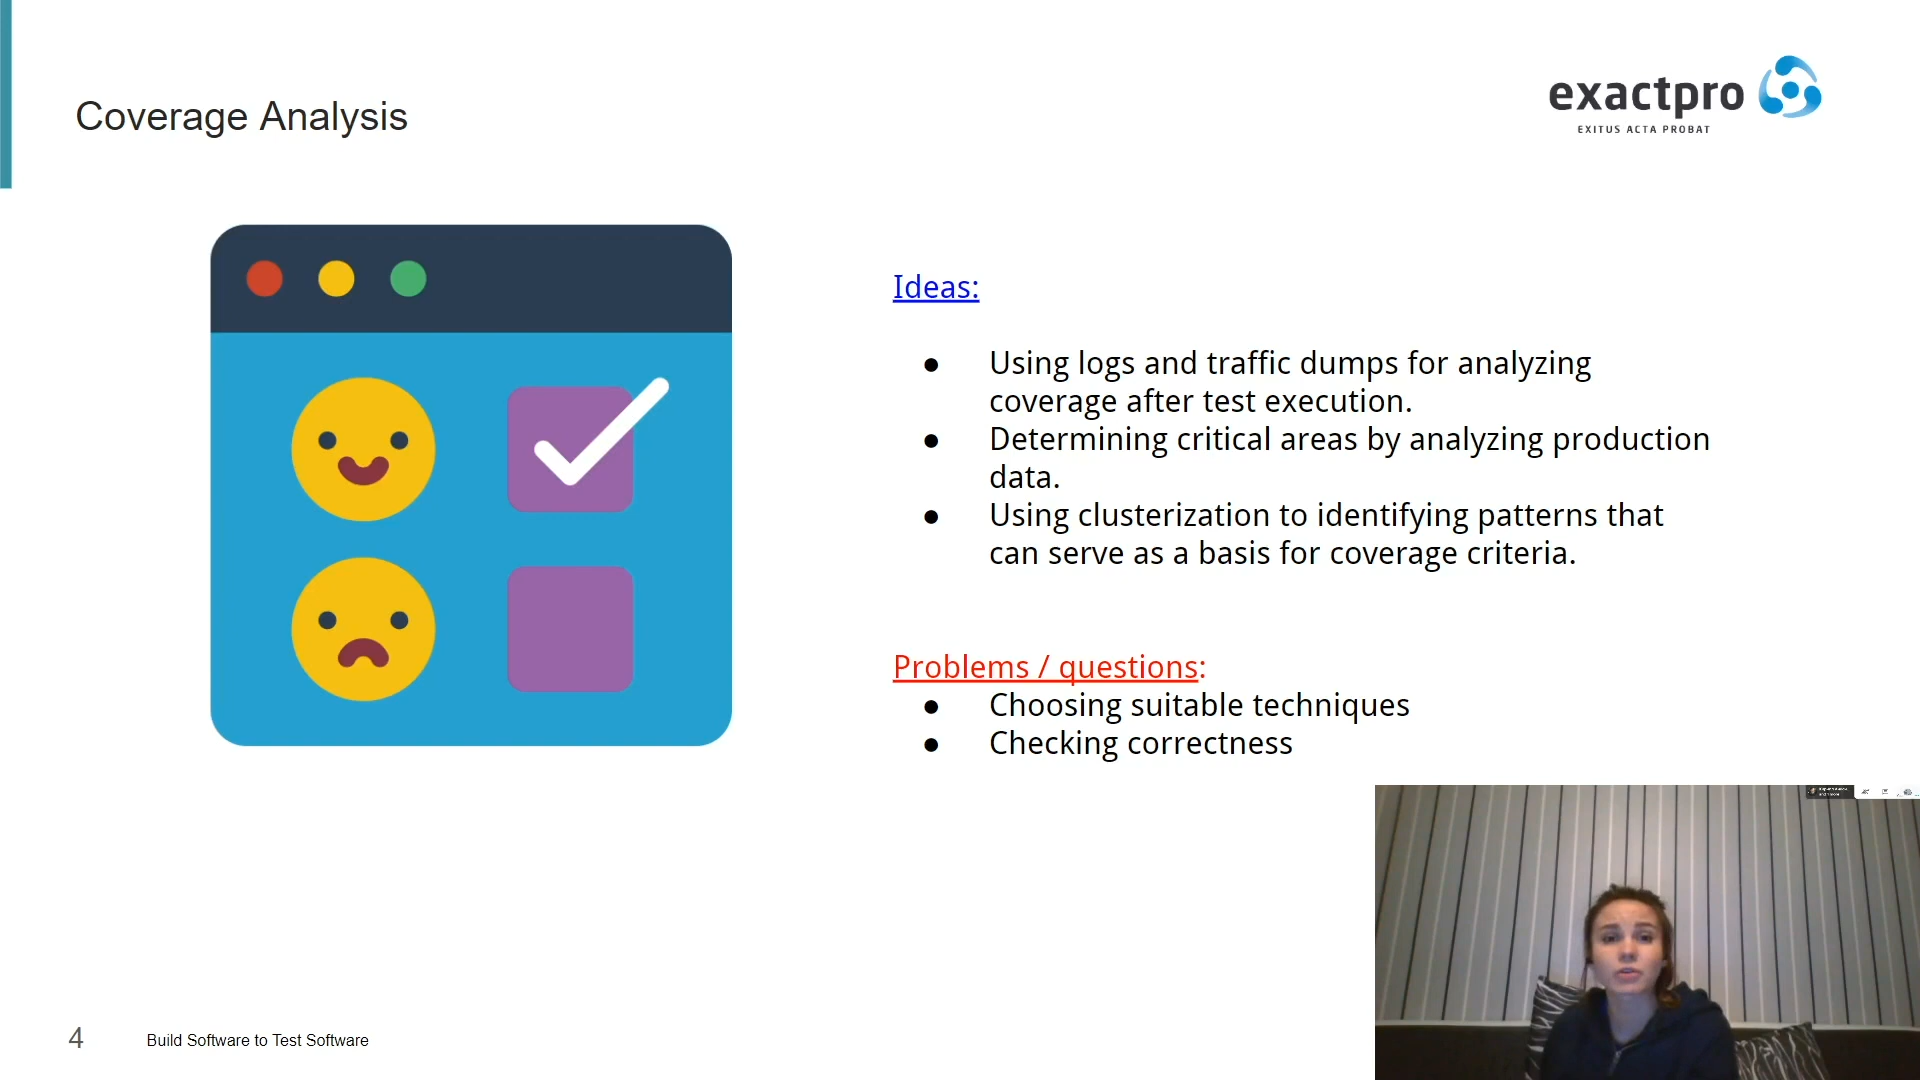 Coverage Analysis
exactpro
EXITUS ACTA PROBAT
Ideas:
● Using logs and traffic dumps for analyzing
coverage after test execution.
● Determining critical areas by analyzing production
data.
● Using clusterization to identifying patterns that
can serve as a basis for coverage criteria.
Problems / questions:
● Choosing suitable techniques
● Checking correctness
4
Build Software to Test Software